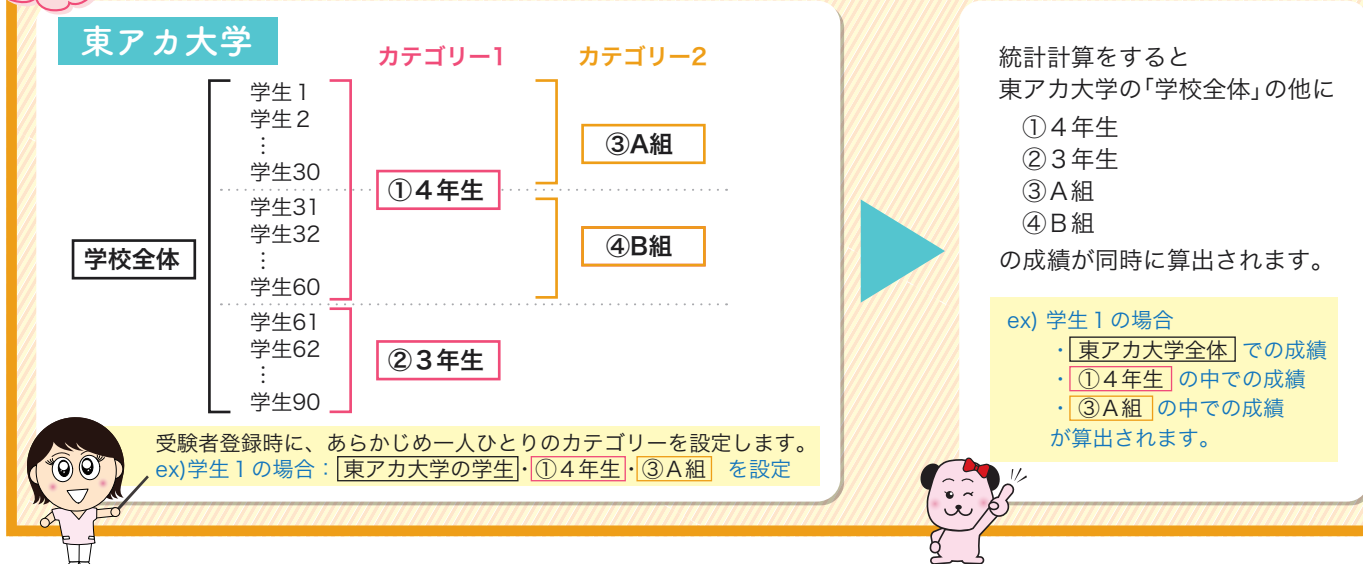 東アカ大学
カテゴリー1
カテゴリー2
学校全体
学生1
学生2
⋮
学生30
学生31
学生32
⋮
学生60
学生61
学生62
⋮
学生90
①4年生
②3年生
③A組
④B組
受験者登録時に、あらかじめ一人ひとりのカテゴリーを設定します。
ex)学生1の場合：東アカ大学の学生・①4年生・③A組 を設定
統計計算をすると
東アカ大学の「学校全体」の他に
①4年生
②3年生
③A組
④B組
の成績が同時に算出されます。
ex) 学生1の場合
・東アカ大学全体 での成績
・①4年生 の中での成績
・③A組 の中での成績
が算出されます。